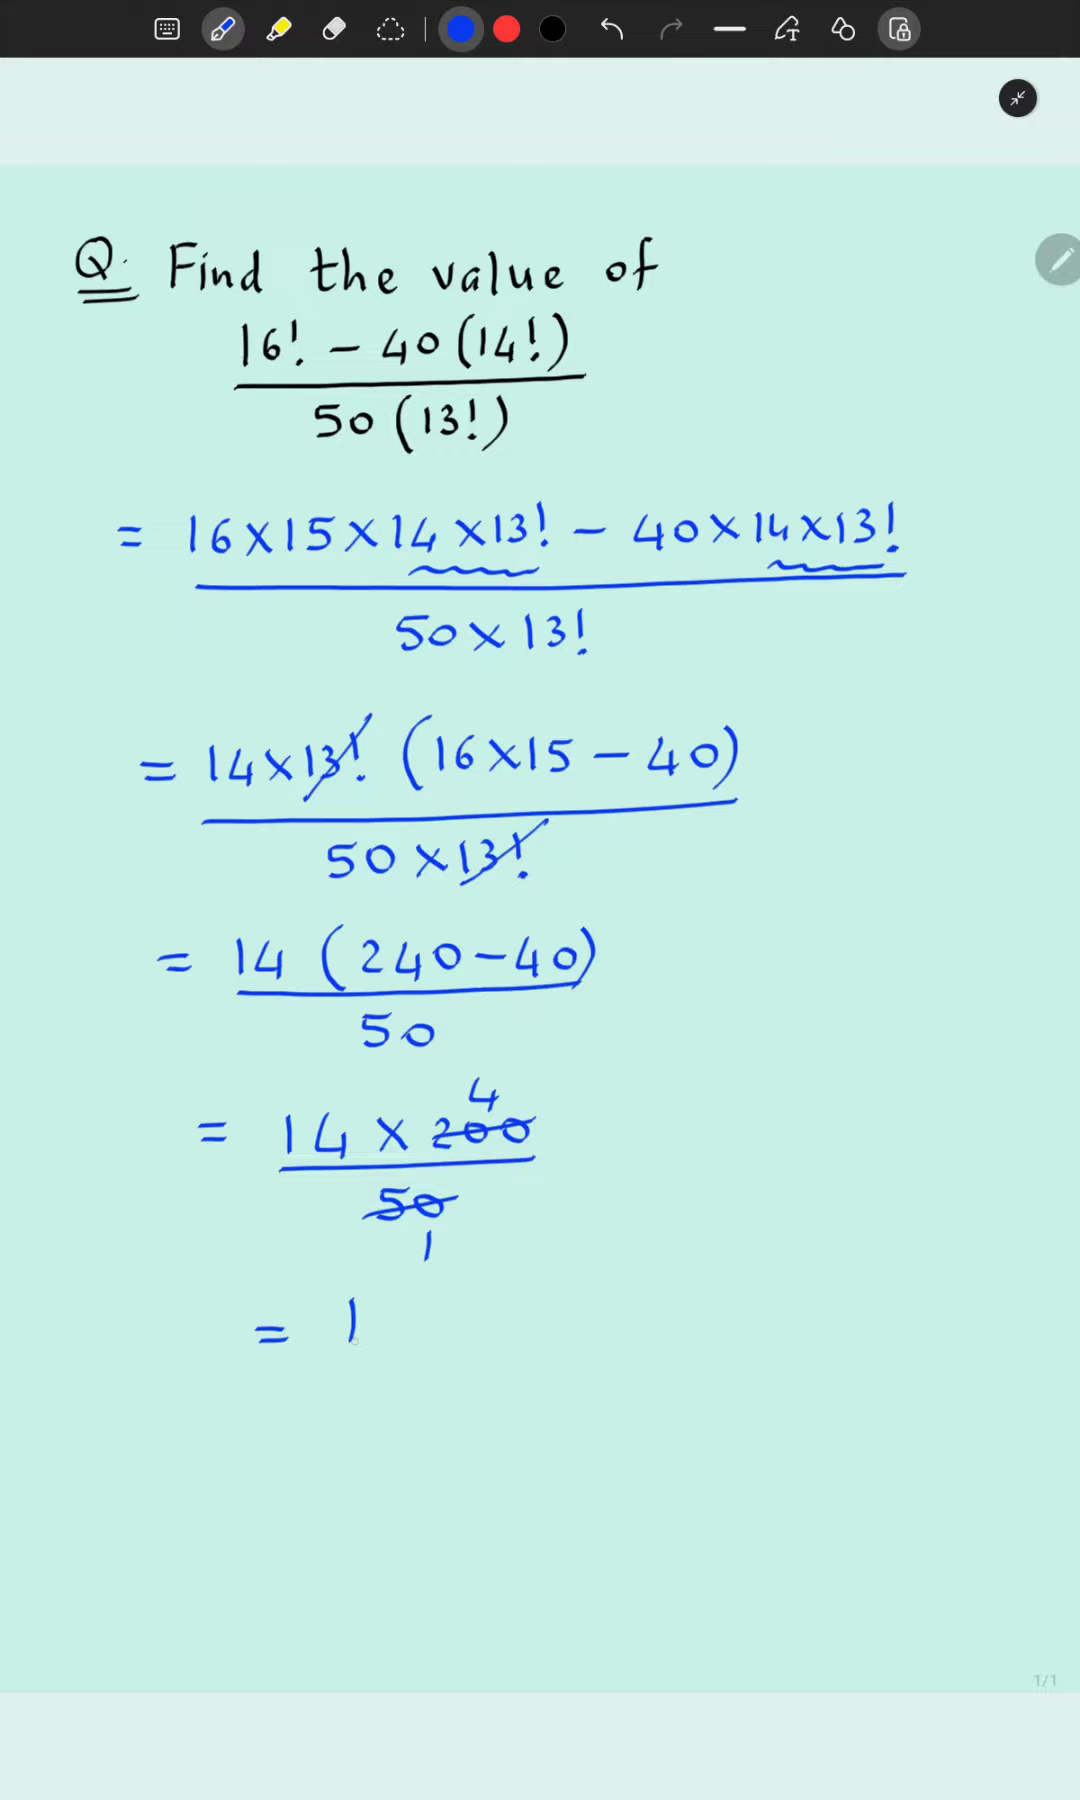 Q. Find the value of
16! - 40 (14!)
50 (13!)
= 16 × 15 × 14 × 13! - 40 × 14 × 13!
50 × 13!
= 14 × 13! (16 × 15 - 40)
50 × 13!
= 14 (240 - 40)
50
4
= 14 × 200
50
1
= 1
1/1